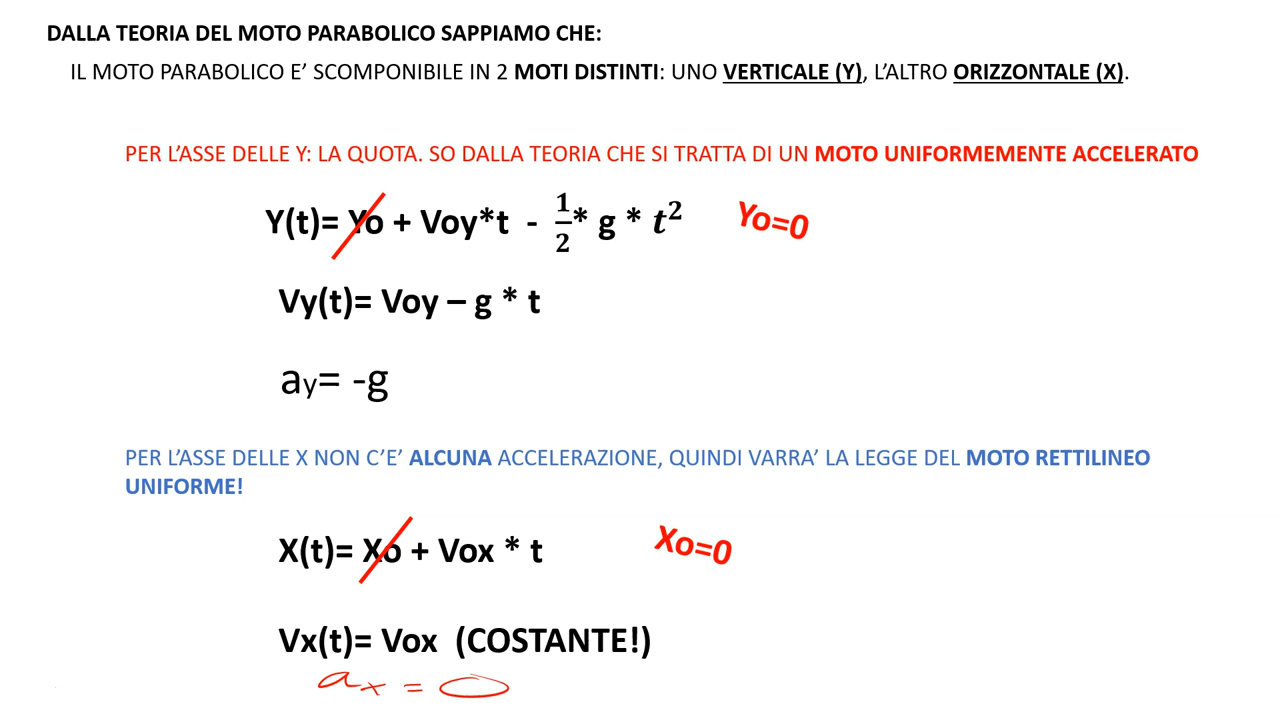 DALLA TEORIA DEL MOTO PARABOLICO SAPPIAMO CHE:
IL MOTO PARABOLICO E’ SCOMPONIBILE IN 2 MOTI DISTINTI: UNO VERTICALE (Y), L’ALTRO ORIZZONTALE (X).
PER L’ASSE DELLE Y: LA QUOTA. SO DALLA TEORIA CHE SI TRATTA DI UN MOTO UNIFORMEMENTE ACCELERATO
Y(t)= Yo + Voy*t - 1/2 * g * t² Yo=0
Vy(t)= Voy – g * t
ay= -g
PER L’ASSE DELLE X NON C’E’ ALCUNA ACCELERAZIONE, QUINDI VARRA’ LA LEGGE DEL MOTO RETTILINEO
UNIFORME!
X(t)= Xo + Vox * t Xo=0
Vx(t)= Vox (COSTANTE!)
ax = 0